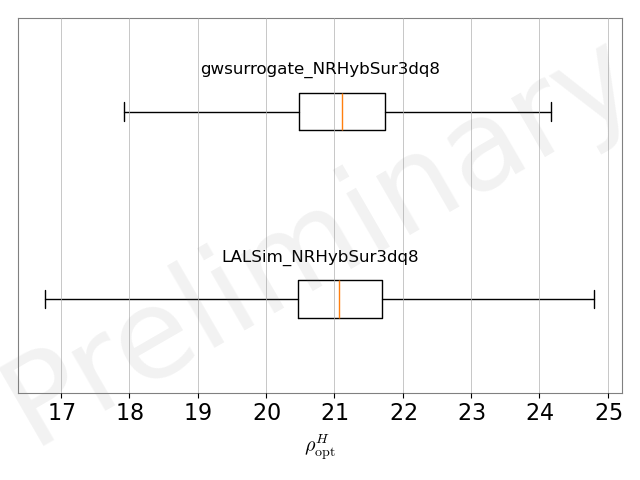 gwsurrogate_NRHybSur3dq8
LALSim_NRHybSur3dq8
Preliminary
17 18 19 20 21 22 23 24 25
ρ^H_opt